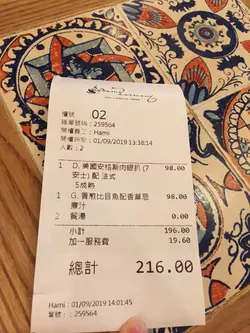 檯號 : 02
賬單號碼 : 259564
開檯員工 : Hami
開檯時間 : 01/09/2019 13:38:14
人數 : 2
1 D. 美國安格斯肉眼扒 (7 98.00
安士) 配 法式
5成熟
1 G. 香煎比目魚配香草忌 98.00
廉汁
2 餐湯 0.00
小計 196.00
加一服務費 19.60
總計 216.00
Hami : 01/09/2019 14:01:45
單號 : : 259564